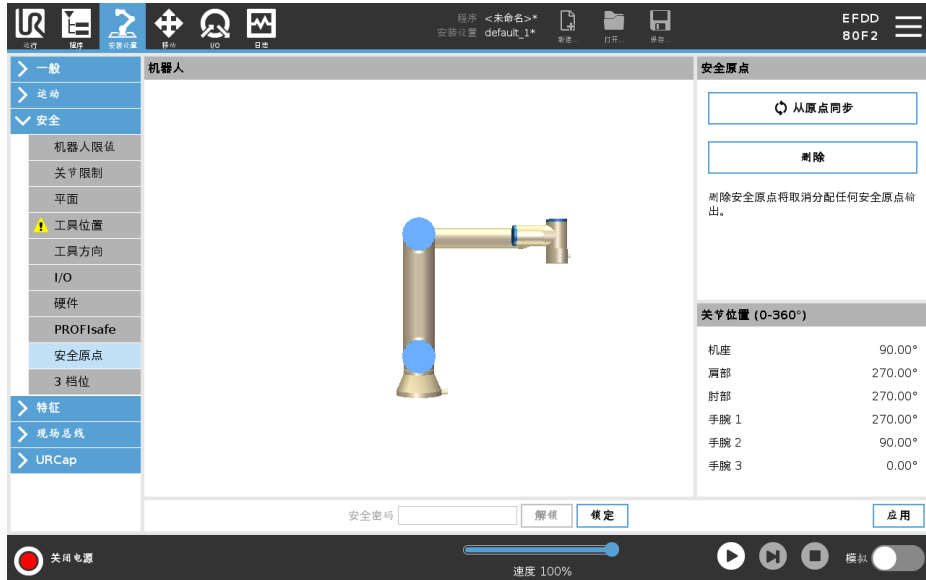 运行
程序
安装设置
移动
I/O
日志
程序 <未命名>*
安装设置 default_1*
新建...
打开...
保存...
EFDD
80F2
一般
运动
安全
机器人限值
关节限制
平面
工具位置
工具方向
I/O
硬件
PROFIsafe
安全原点
3 档位
特征
现场总线
URCap
机器人
安全原点
从原点同步
删除
删除安全原点将取消分配任何安全原点输
出。
关节位置 (0-360°)
机座 90.00°
肩部 270.00°
肘部 270.00°
手腕 1 270.00°
手腕 2 90.00°
手腕 3 0.00°
安全密码
解锁
锁定
应用
关闭电源
速度 100%
模拟